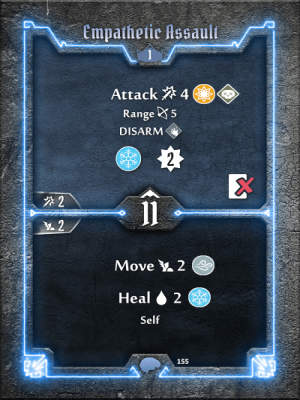 Empathetic Assault
1
Attack 4
Range 5
DISARM
2
2
11
2
Move 2
Heal 2
Self
155